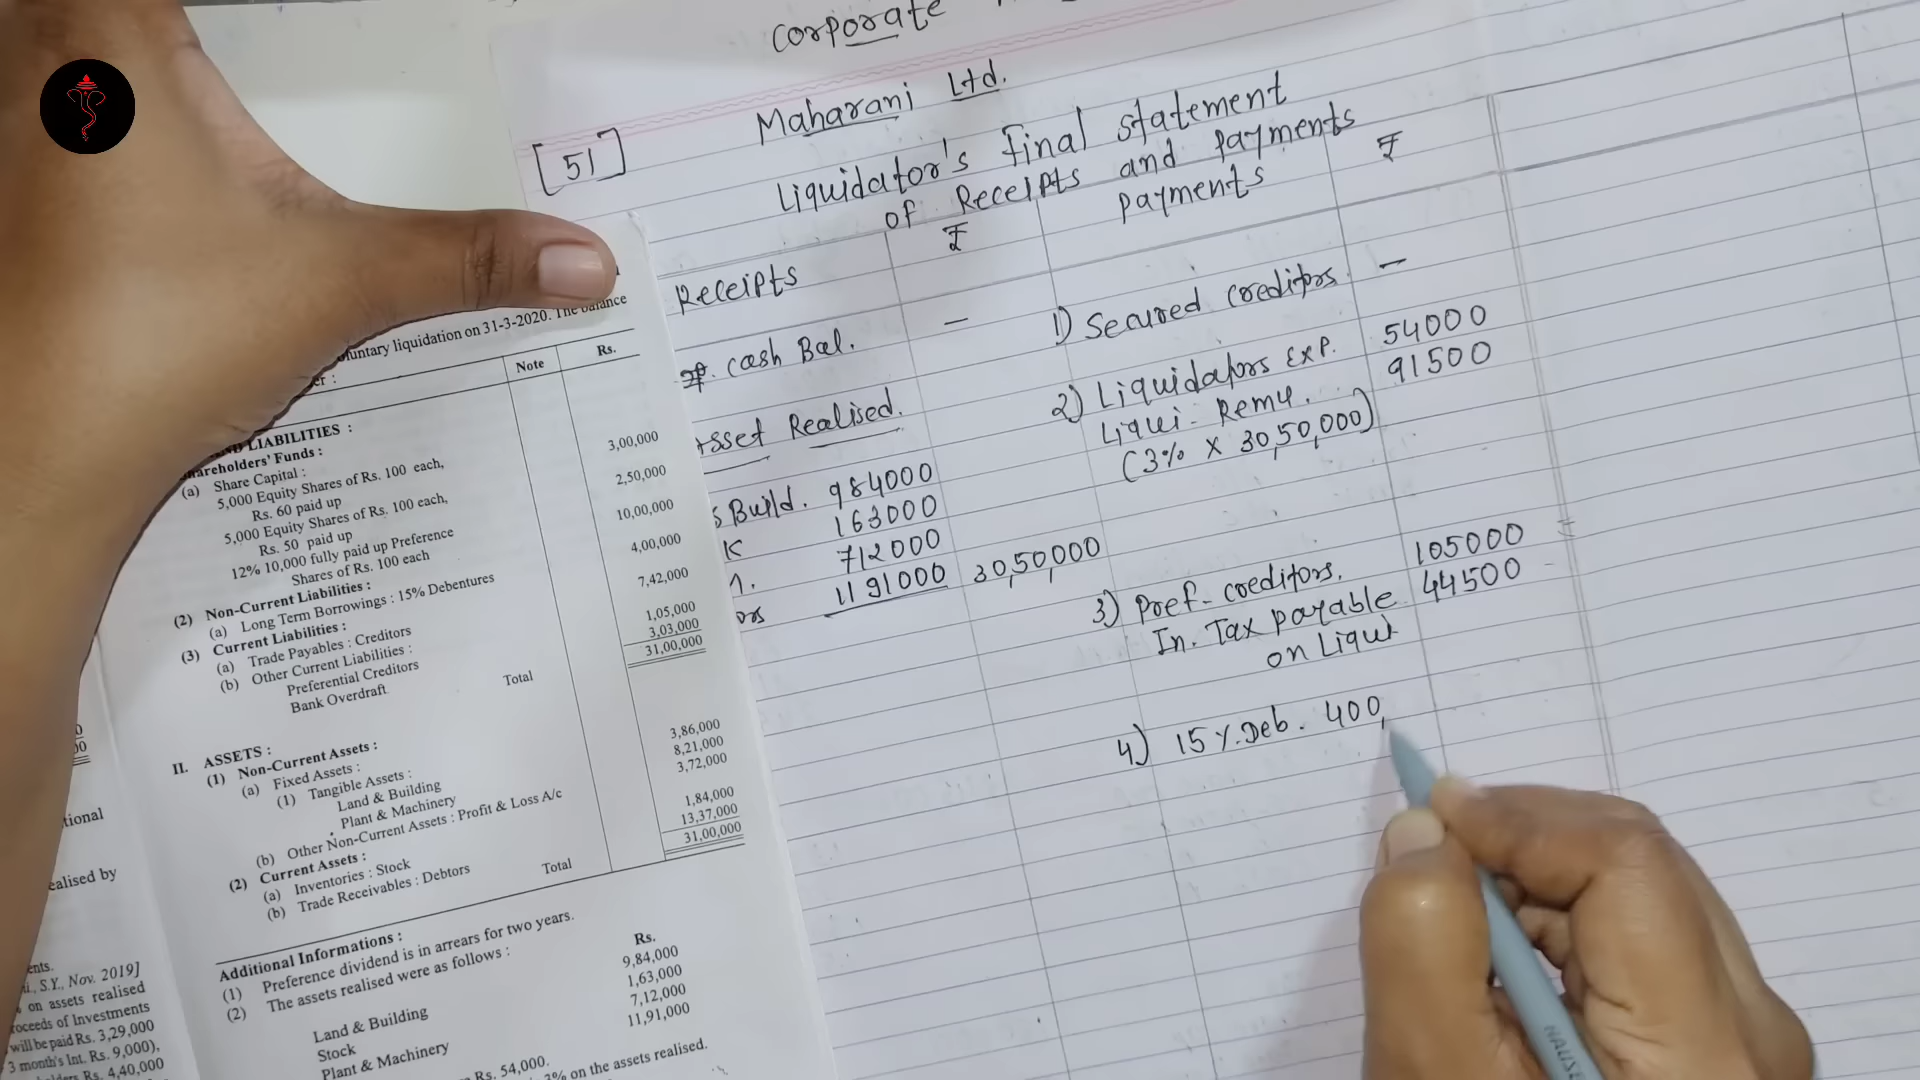 corporate
[51]
Maharani Ltd.
Liquidator's Final Statement
of Receipts and Payments
Receipts
₹
payments
₹
op. cash Bal.
—
Asset Realised.
s Build. 984000
K 163000
712000
ors 1191000 30,50,000
1) Secured creditors. —
2) Liquidators Exp. 54000
Liqui- Remu. 91500
(3% X 30,50,000)
3) Pref- creditors. 105000
In. Tax payable 44500
on Liqui
4) 15%.Deb. 400,
untary liquidation on 31-3-2020. The balance
er :
Note
Rs.
LIABILITIES :
areholders' Funds :
(a) Share Capital :
5,000 Equity Shares of Rs. 100 each,
Rs. 60 paid up
3,00,000
5,000 Equity Shares of Rs. 100 each,
Rs. 50 paid up
2,50,000
12% 10,000 fully paid up Preference
Shares of Rs. 100 each
10,00,000
(2) Non-Current Liabilities :
(a) Long Term Borrowings : 15% Debentures
4,00,000
(3) Current Liabilities :
(a) Trade Payables : Creditors
7,42,000
(b) Other Current Liabilities :
Preferential Creditors
1,05,000
Bank Overdraft
3,03,000
Total
31,00,000
II. ASSETS :
(1) Non-Current Assets :
(a) Fixed Assets :
(1) Tangible Assets :
Land & Building
3,86,000
Plant & Machinery
8,21,000
(b) Other Non-Current Assets : Profit & Loss A/c
3,72,000
(2) Current Assets :
(a) Inventories : Stock
1,84,000
(b) Trade Receivables : Debtors
13,37,000
Total
31,00,000
Additional Informations :
(1) Preference dividend is in arrears for two years.
(2) The assets realised were as follows :
Rs.
Land & Building
9,84,000
Stock
1,63,000
Plant & Machinery
7,12,000
11,91,000
Rs. 54,000.
3% on the assets realised.
00
tional
ealised by
ents.
S.Y., Nov. 2019]
on assets realised
roceeds of Investments
will be paid Rs. 3,29,000
3 month's Int. Rs. 9,000),
Rs. 4,40,000